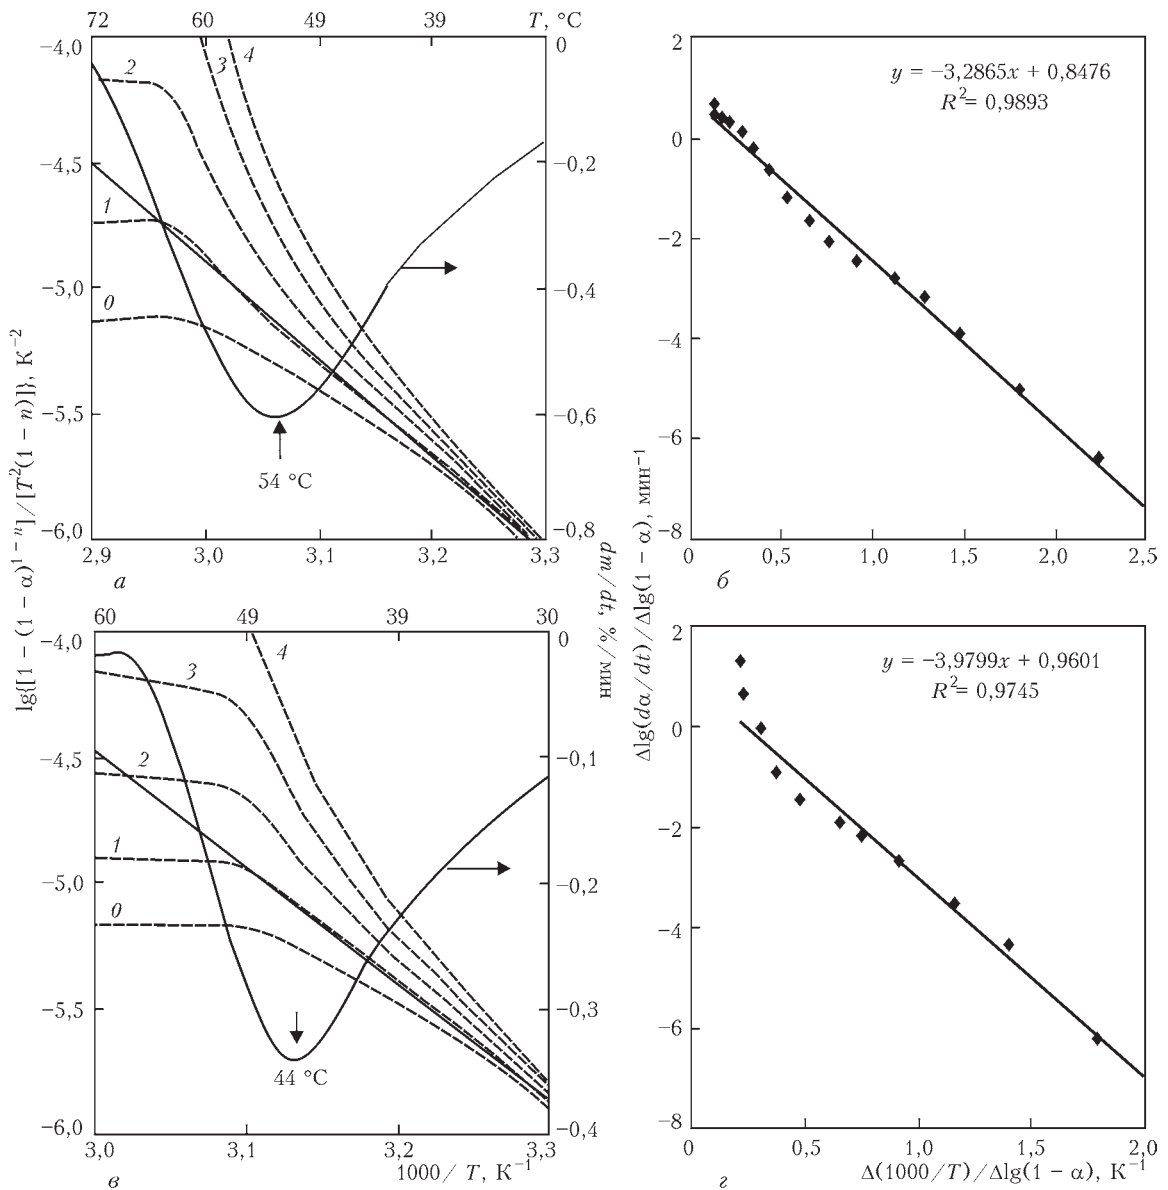 72 60 49 39 T, °C
−4,0 0
2 3 4
−4,5 −0,2
1
−5,0 −0,4
0
−5,5 −0,6
54 °C
−6,0 −0,8
2,9 3,0 3,1 3,2 3,3
а
lg{[1 − (1 − α)¹⁻ⁿ]/[T²(1 − n)]}, К⁻²
dm/dt, %/мин
2
y = −3,2865x + 0,8476
R² = 0,9893
0
−2
−4
−6
−8
0 0,5 1,0 1,5 2,0 2,5
б
Δlg(dα/dt)/Δlg(1 − α), мин⁻¹
60 49 39 30
−4,0 0
3 4
−4,5 −0,1
2
1
−5,0 −0,2
0
−5,5 −0,3
44 °C
−6,0 −0,4
3,0 3,1 3,2 3,3
1000/T, К⁻¹
в
2
y = −3,9799x + 0,9601
R² = 0,9745
0
−2
−4
−6
−8
0 0,5 1,0 1,5 2,0
г Δ(1000/T)/Δlg(1 − α), К⁻¹